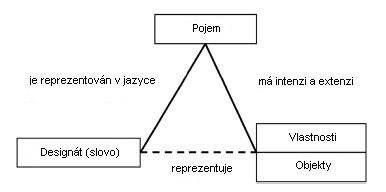 Pojem
je reprezentován v jazyce
má intenzi a extenzi
Designát (slovo)
reprezentuje
Vlastnosti
Objekty